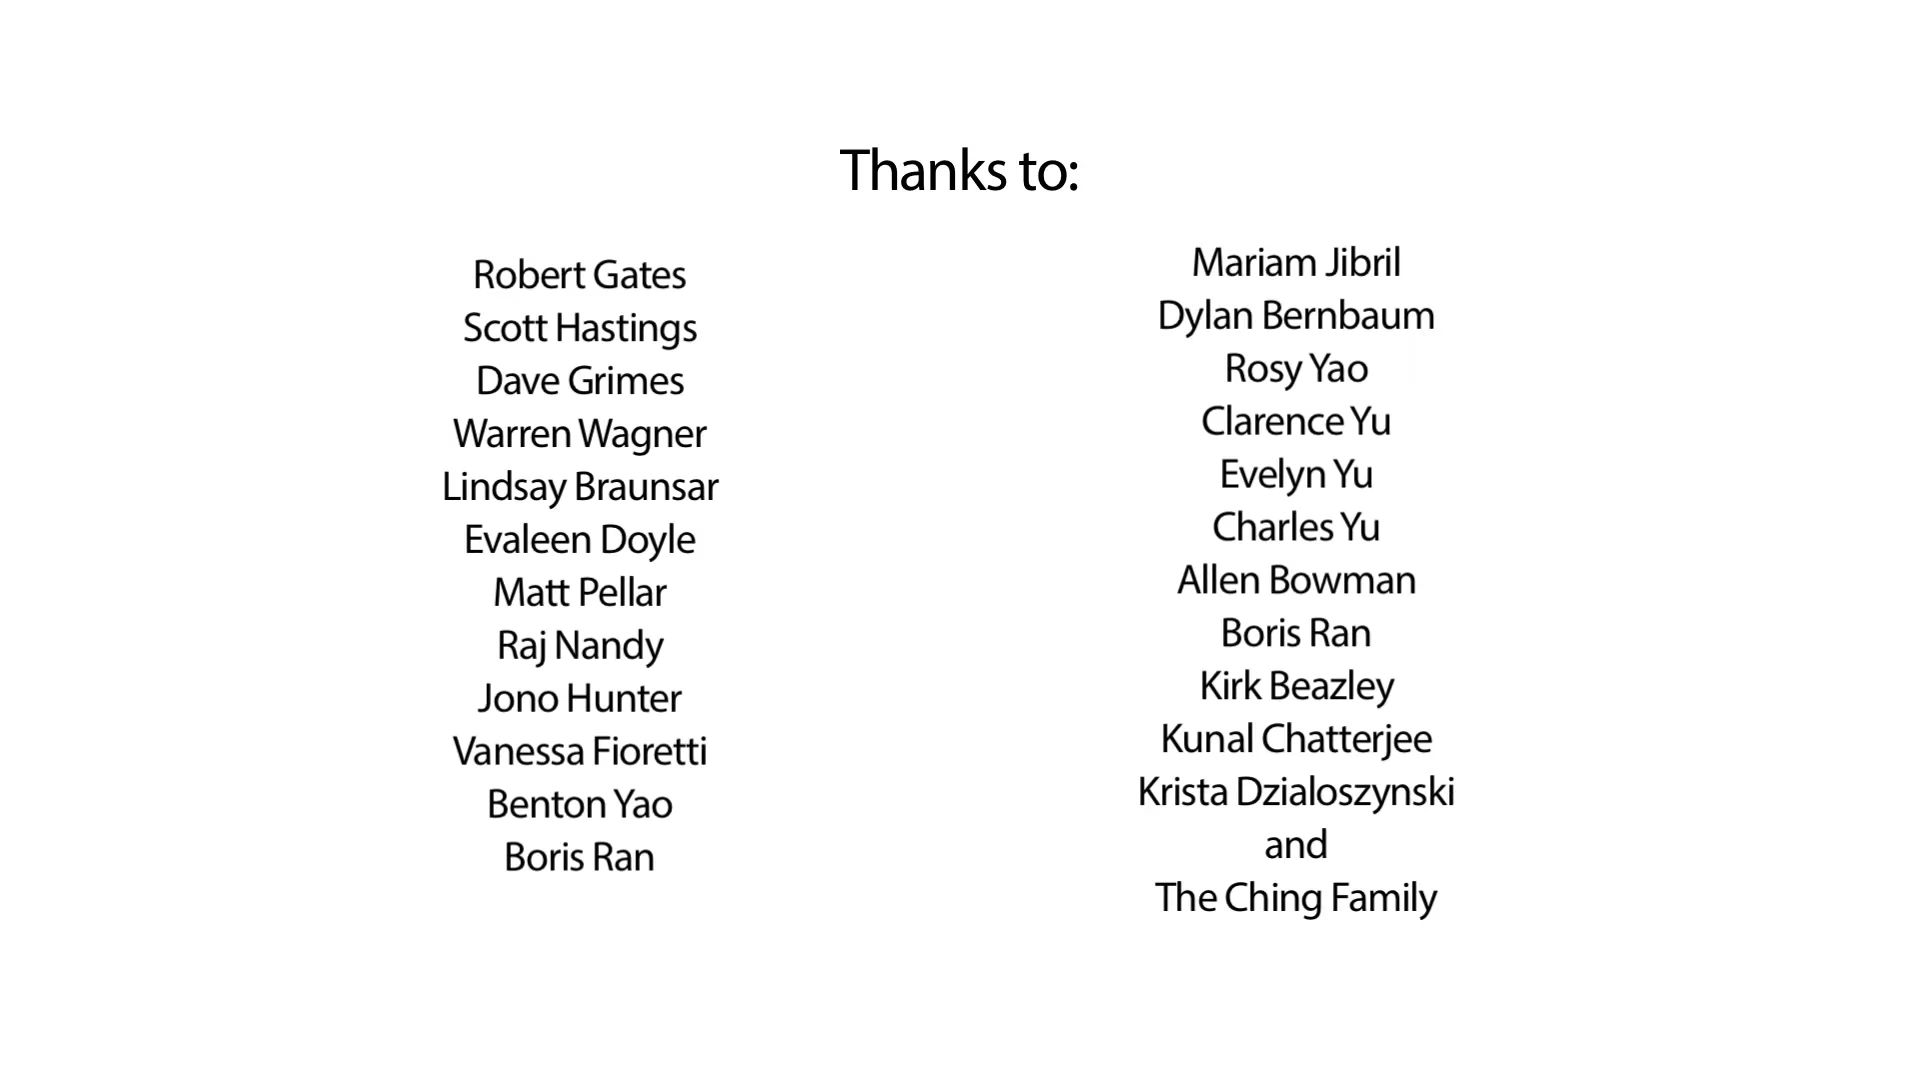 Thanks to:
Robert Gates
Scott Hastings
Dave Grimes
Warren Wagner
Lindsay Braunsar
Evaleen Doyle
Matt Pellar
Raj Nandy
Jono Hunter
Vanessa Fioretti
Benton Yao
Boris Ran
Mariam Jibril
Dylan Bernbaum
Rosy Yao
Clarence Yu
Evelyn Yu
Charles Yu
Allen Bowman
Boris Ran
Kirk Beazley
Kunal Chatterjee
Krista Dzialoszynski
and
The Ching Family